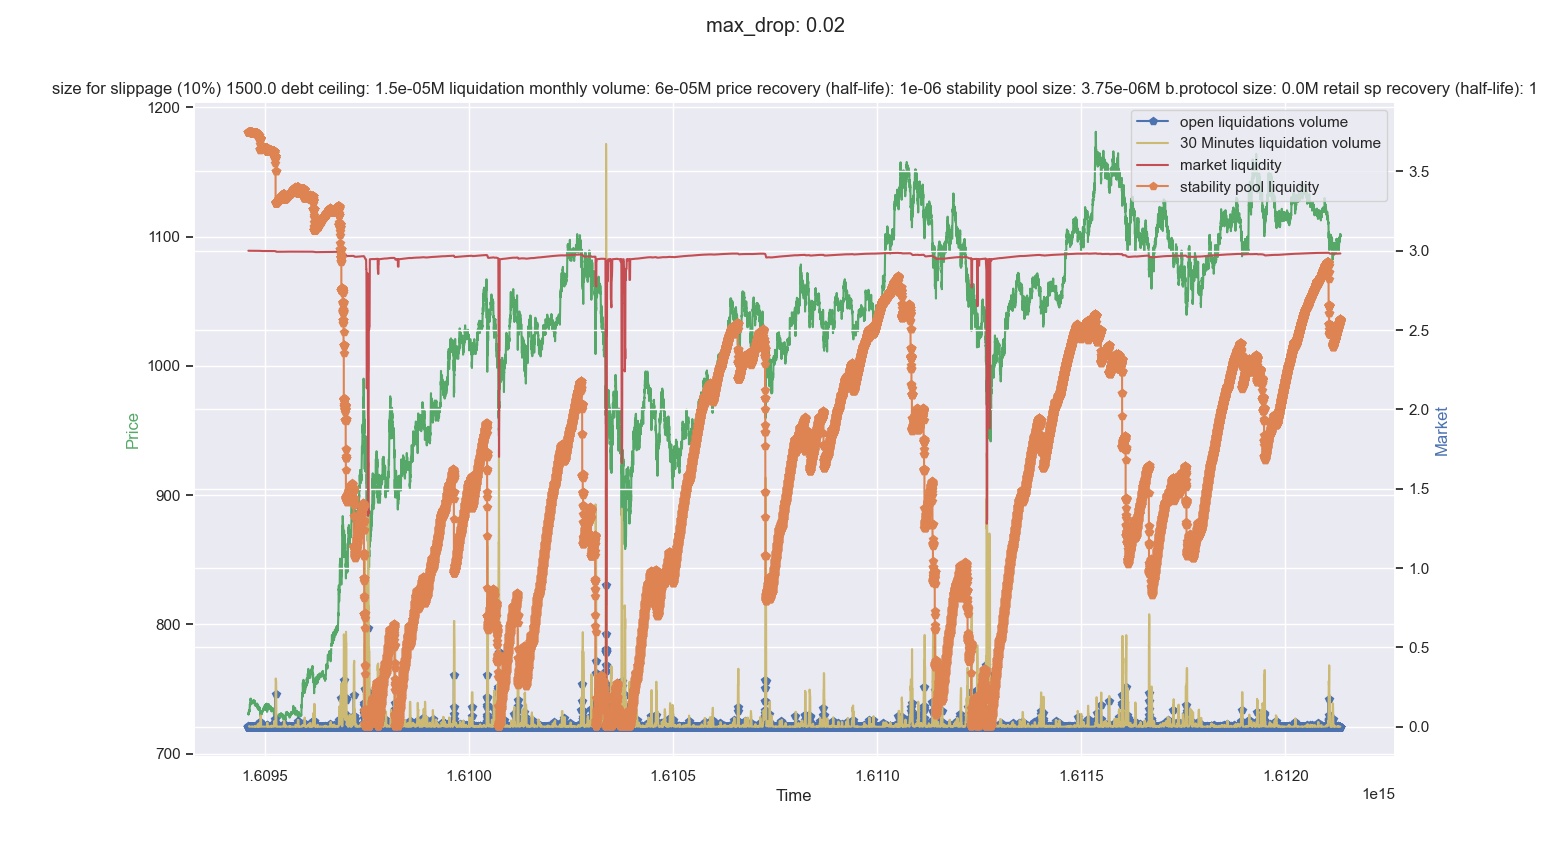 max_drop: 0.02
size for slippage (10%) 1500.0 debt ceiling: 1.5e-05M liquidation monthly volume: 6e-05M price recovery (half-life): 1e-06 stability pool size: 3.75e-06M b.protocol size: 0.0M retail sp recovery (half-life): 1
open liquidations volume
30 Minutes liquidation volume
market liquidity
stability pool liquidity
1200
1100
1000
900
800
700
Price
3.5
3.0
2.5
2.0
1.5
1.0
0.5
0.0
Market
1.6095
1.6100
1.6105
1.6110
1.6115
1.6120
1e15
Time